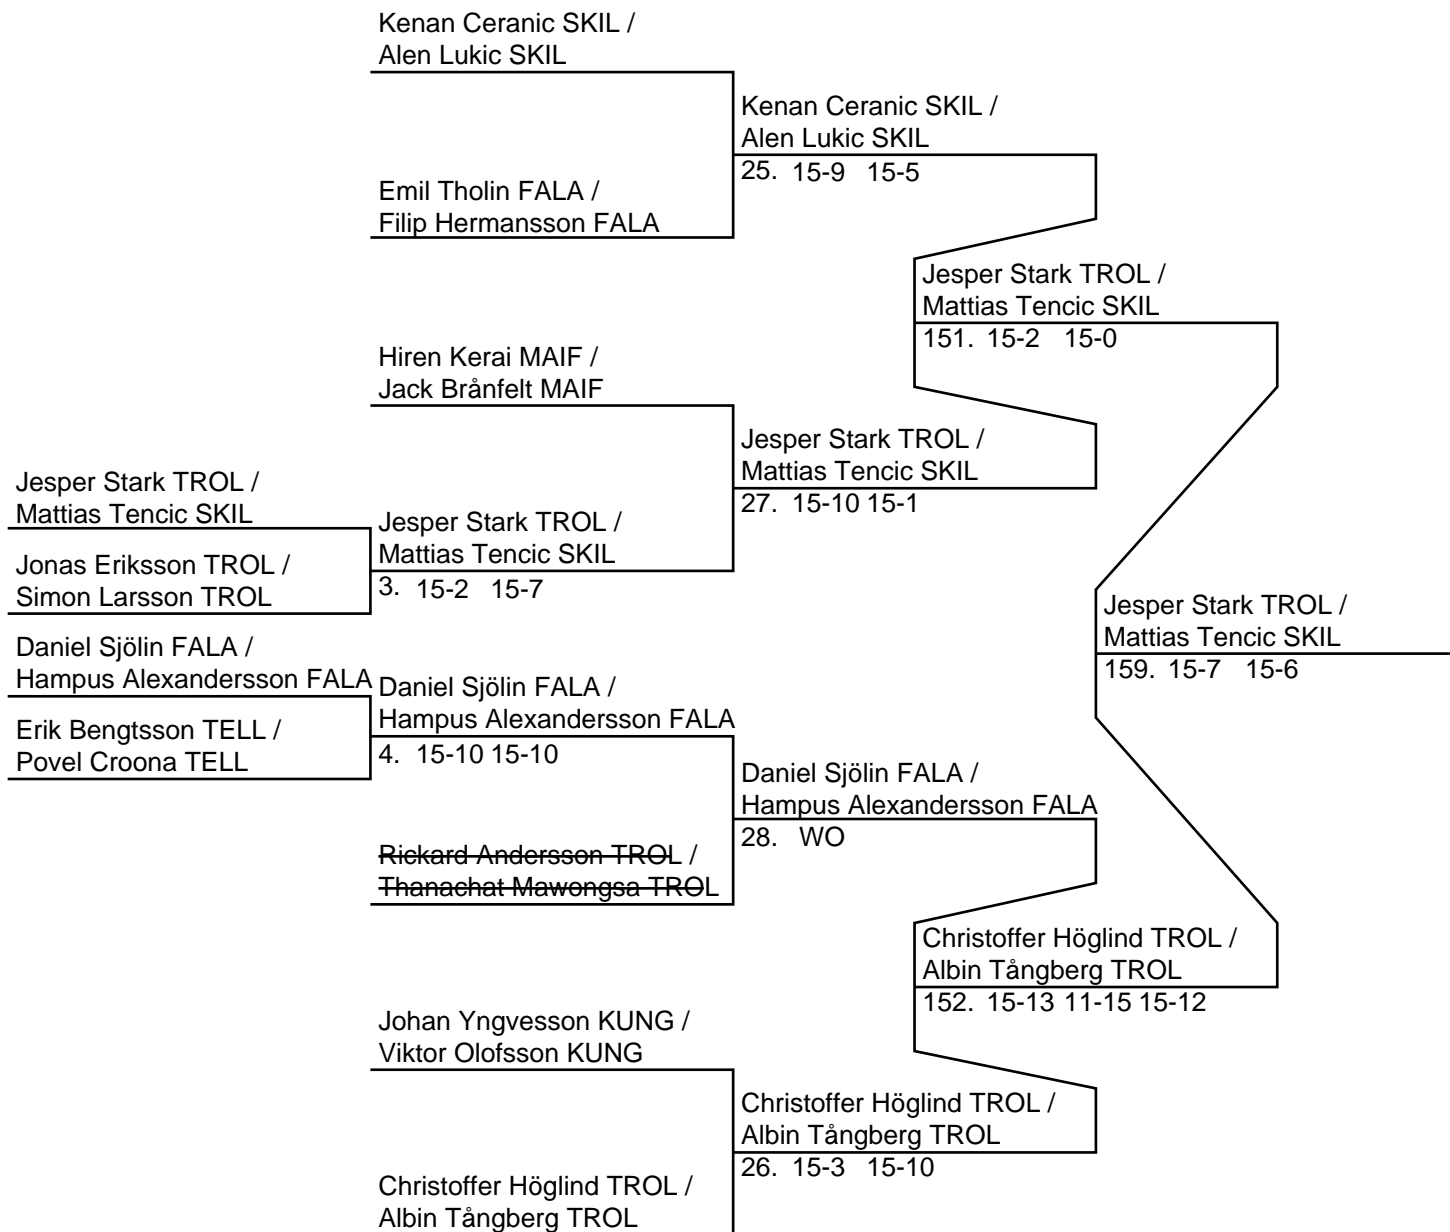 Kenan Ceranic SKIL /
Alen Lukic SKIL
Kenan Ceranic SKIL /
Alen Lukic SKIL
25. 15-9 15-5
Emil Tholin FALA /
Filip Hermansson FALA
Jesper Stark TROL /
Mattias Tencic SKIL
151. 15-2 15-0
Hiren Kerai MAIF /
Jack Brånfelt MAIF
Jesper Stark TROL /
Mattias Tencic SKIL
27. 15-10 15-1
Jesper Stark TROL /
Mattias Tencic SKIL
Jesper Stark TROL /
Mattias Tencic SKIL
3. 15-2 15-7
Jonas Eriksson TROL /
Simon Larsson TROL
Jesper Stark TROL /
Mattias Tencic SKIL
159. 15-7 15-6
Daniel Sjölin FALA /
Hampus Alexandersson FALA
Daniel Sjölin FALA /
Hampus Alexandersson FALA
4. 15-10 15-10
Erik Bengtsson TELL /
Povel Croona TELL
Daniel Sjölin FALA /
Hampus Alexandersson FALA
28. WO
Rickard Andersson TROL /
Thanachat Mawongsa TROL
Christoffer Höglind TROL /
Albin Tångberg TROL
152. 15-13 11-15 15-12
Johan Yngvesson KUNG /
Viktor Olofsson KUNG
Christoffer Höglind TROL /
Albin Tångberg TROL
26. 15-3 15-10
Christoffer Höglind TROL /
Albin Tångberg TROL